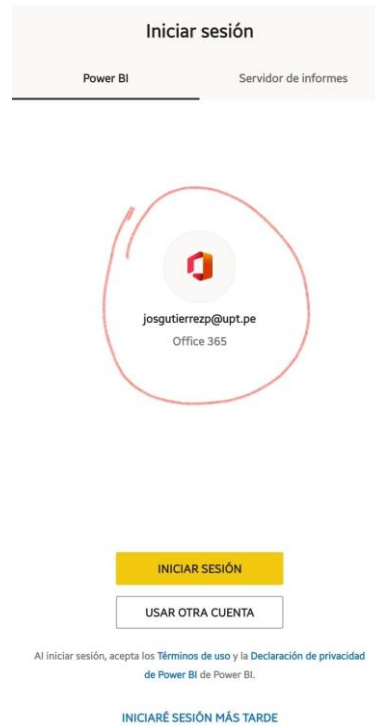 Iniciar sesión
Power BI
Servidor de informes
josgutierrezp@upt.pe
Office 365
INICIAR SESIÓN
USAR OTRA CUENTA
Al iniciar sesión, acepta los Términos de uso y la Declaración de privacidad
de Power BI de Power BI.
INICIARÉ SESIÓN MÁS TARDE